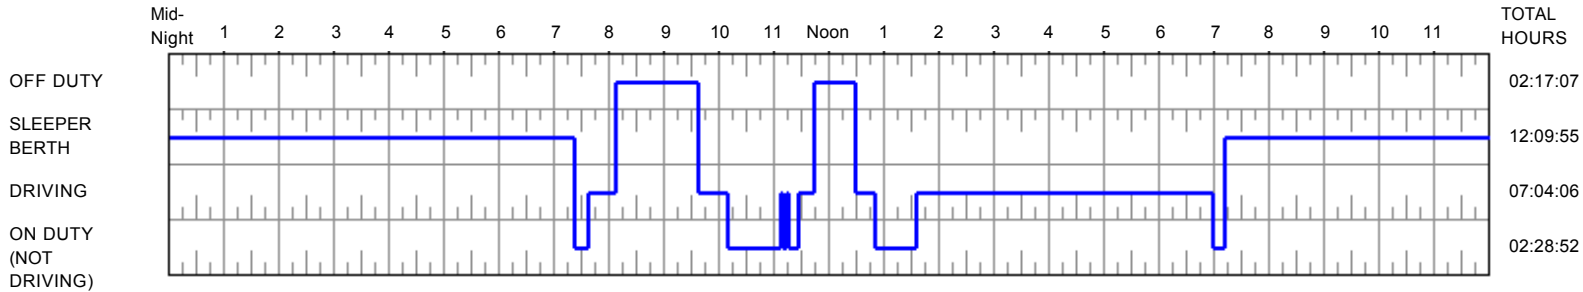 Mid-
Night 1 2 3 4 5 6 7 8 9 10 11 Noon 1 2 3 4 5 6 7 8 9 10 11
TOTAL
HOURS
OFF DUTY 02:17:07
SLEEPER
BERTH 12:09:55
DRIVING 07:04:06
ON DUTY
(NOT
DRIVING) 02:28:52